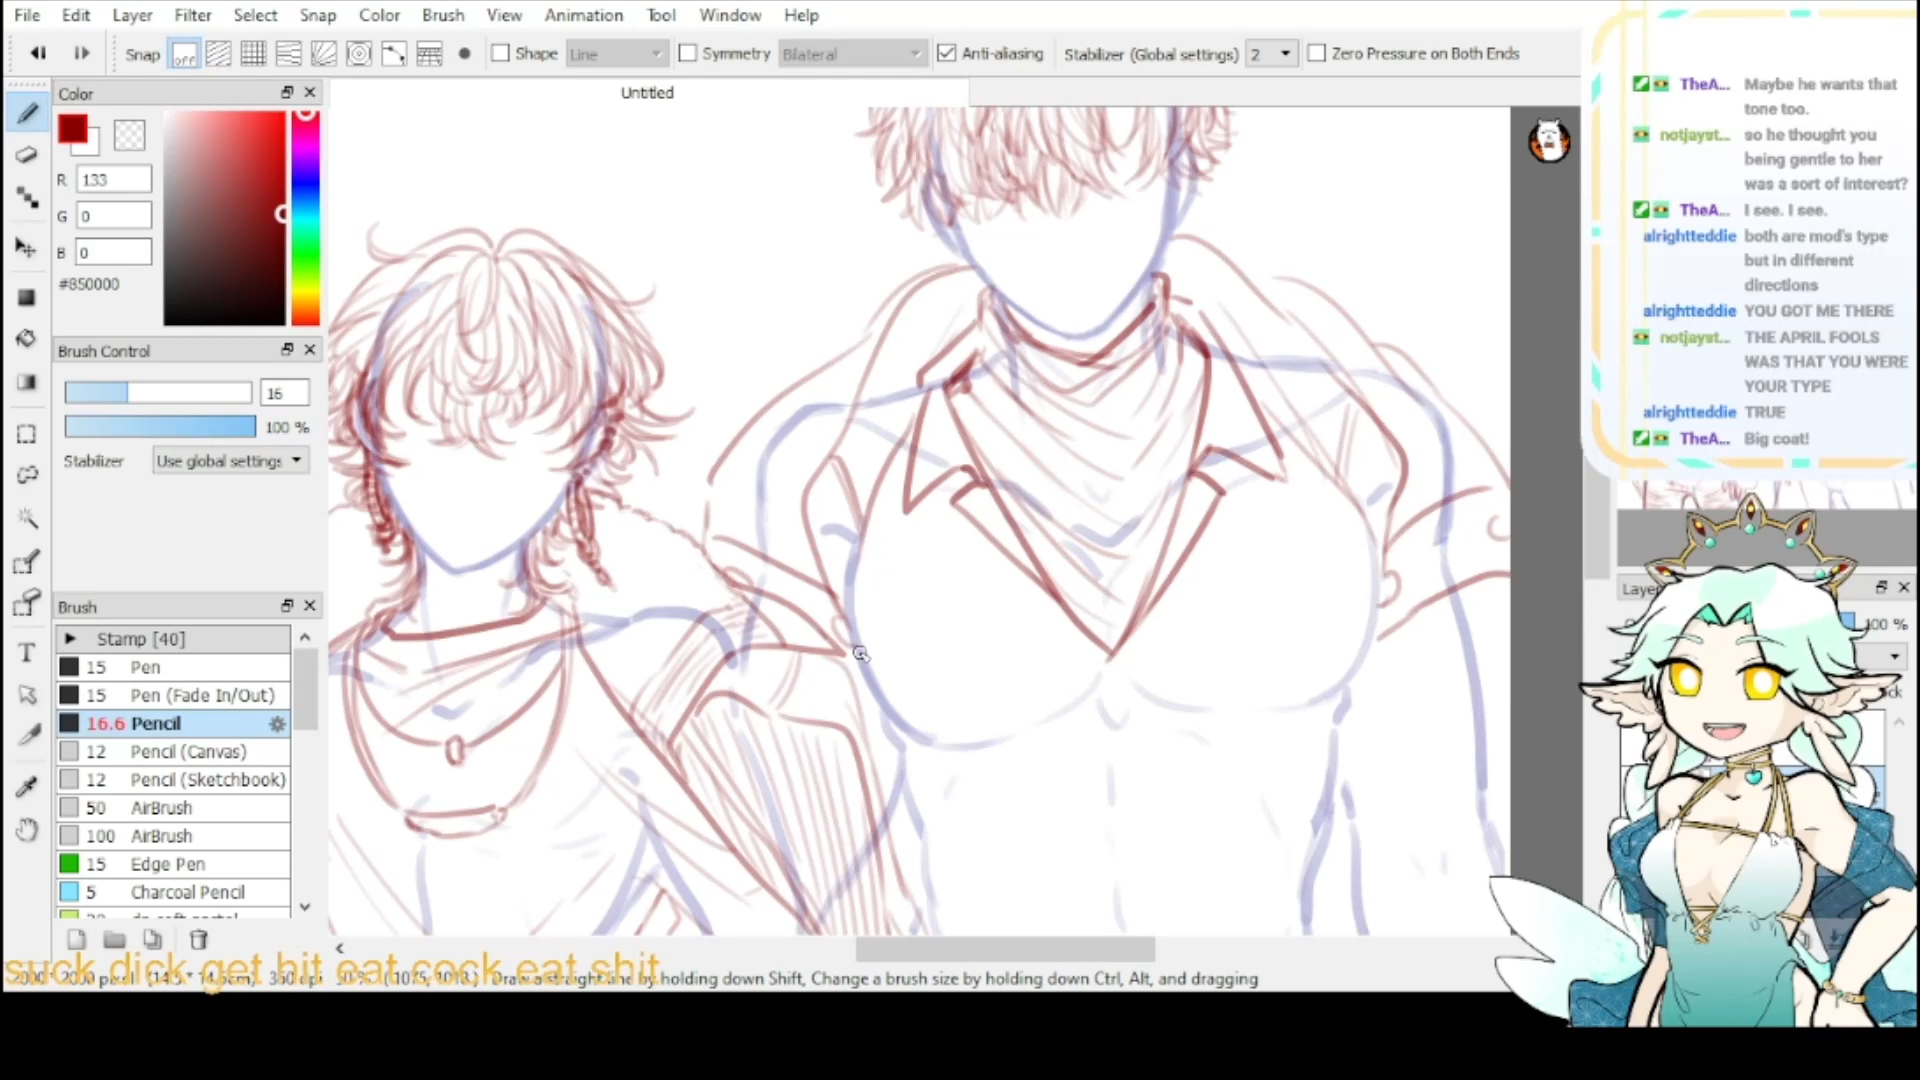 File Edit Layer Filter Select Snap Color Brush View Animation Tool Window Help
Snap off Shape Line Symmetry Bilateral Anti-aliasing Stabilizer (Global settings) 2 Zero Pressure on Both Ends
Color
Untitled
R 133
G 0
B 0
#850000
Brush Control
16
100 %
Stabilizer Use global settings
Brush
Stamp [40]
15 Pen
15 Pen (Fade In/Out)
16.6 Pencil
12 Pencil (Canvas)
12 Pencil (Sketchbook)
50 AirBrush
100 AirBrush
15 Edge Pen
5 Charcoal Pencil
suck dick get hit eat cock eat shit
holding down Shift, Change a brush size by holding down Ctrl, Alt, and dragging
TheA... Maybe he wants that
tone too.
notjayst... so he thought you
being gentle to her
was a sort of interest?
TheA... I see. I see.
alrightteddie both are mod's type
but in different
directions
alrightteddie YOU GOT ME THERE
notjayst... THE APRIL FOOLS
WAS THAT YOU WERE
YOUR TYPE
alrightteddie TRUE
TheA... Big coat!
100 %